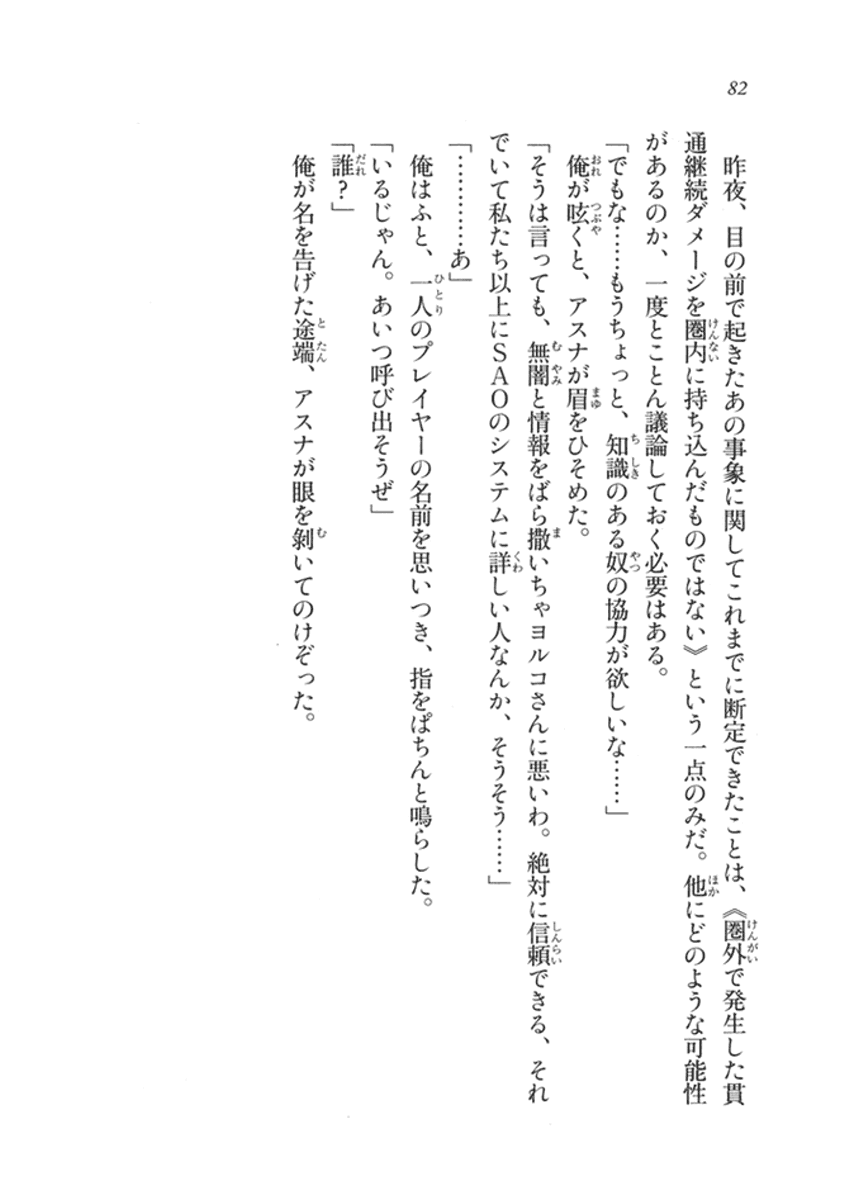 82
昨夜、目の前で起きたあの事象に関してこれまでに断定できたことは、《圏外で発生した貫
通継続ダメージを圏内に持ち込んだものではない》という一点のみだ。他にどのような可能性
があるのか、一度とことん議論しておく必要はある。
「でもな……もうちょっと、知識のある奴の協力が欲しいな……」
俺が呟くと、アスナが眉をひそめた。
「そうは言っても、無闇と情報をばら撒いちゃヨルコさんに悪いわ。絶対に信頼できる、それ
でいて私たち以上にSAOのシステムに詳しい人なんか、そうそう……」
「…………あ」
俺はふと、一人のプレイヤーの名前を思いつき、指をぱちんと鳴らした。
「いるじゃん。あいつ呼び出そうぜ」
「誰？」
俺が名を告げた途端、アスナが眼を剝いてのけぞった。